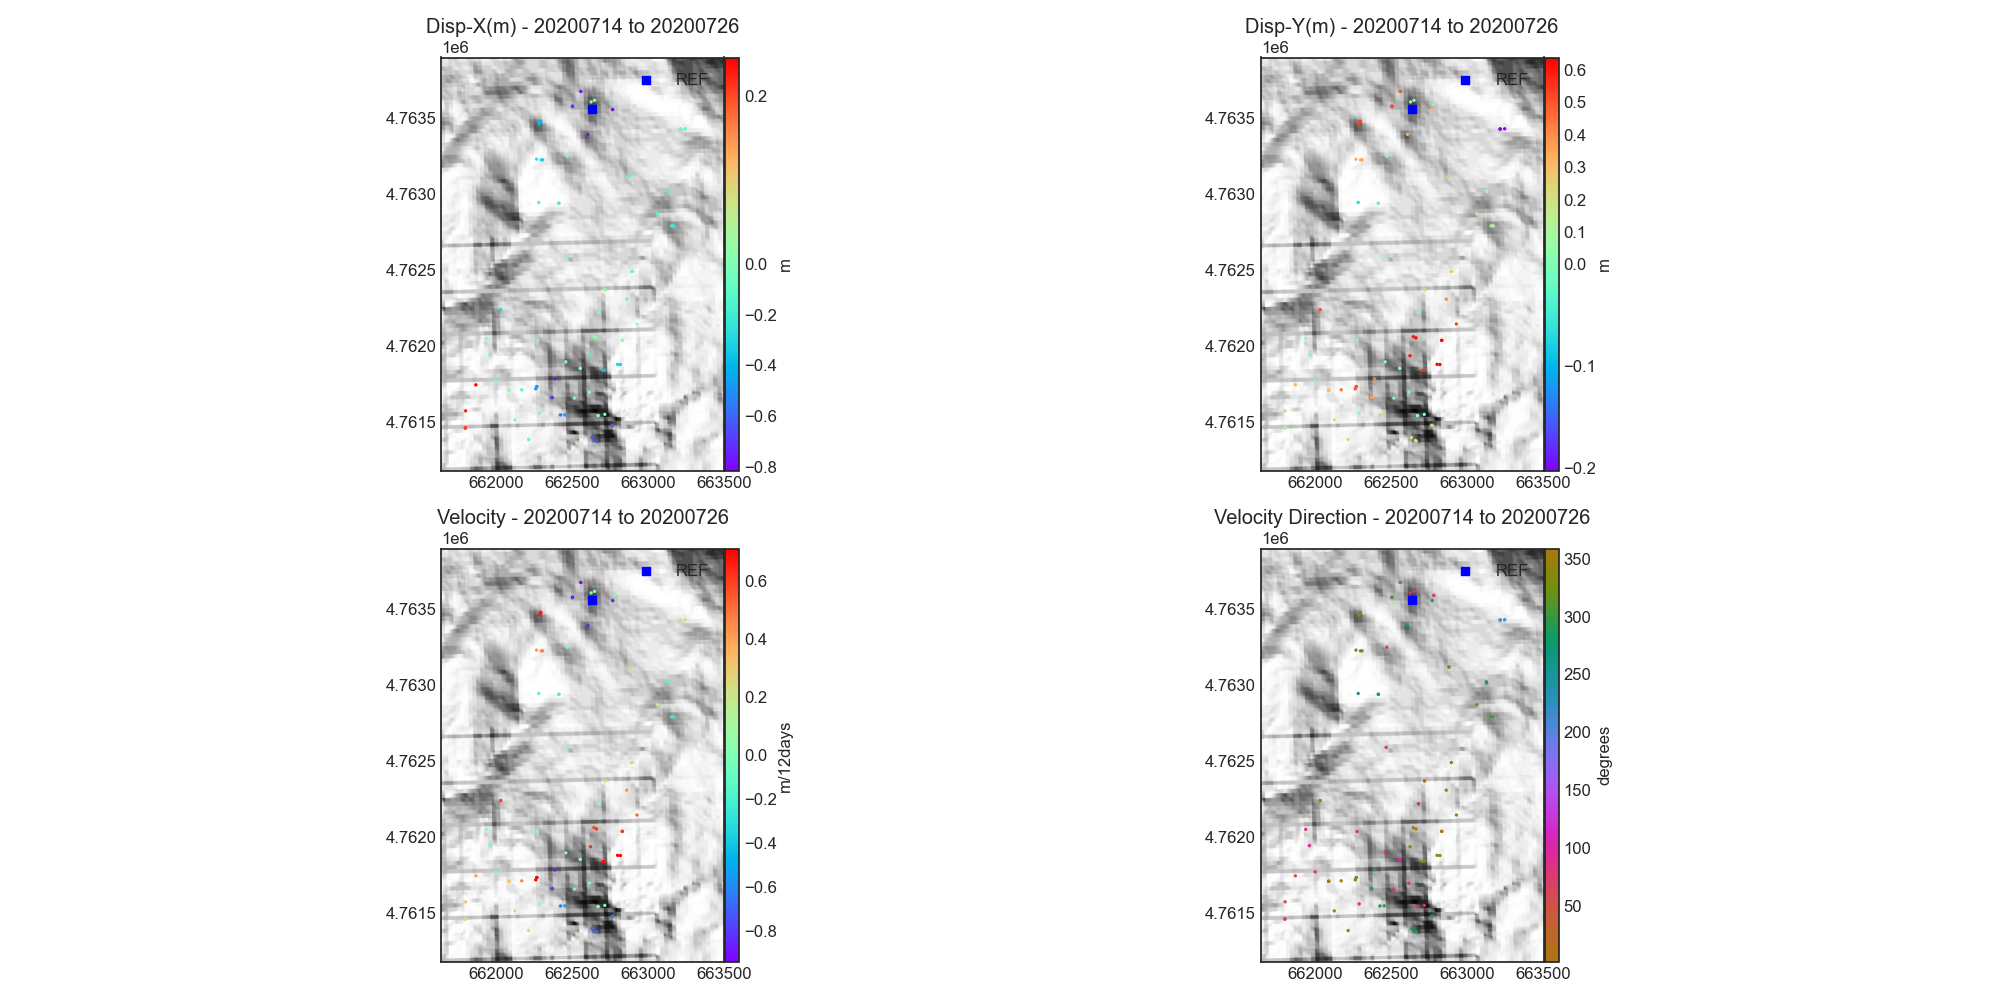 Disp-X(m) - 20200714 to 20200726
1e6
REF
4.7635
4.7630
4.7625
4.7620
4.7615
662000 662500 663000 663500
0.2
0.0
−0.2
−0.4
−0.6
−0.8
m
Disp-Y(m) - 20200714 to 20200726
1e6
REF
4.7635
4.7630
4.7625
4.7620
4.7615
662000 662500 663000 663500
0.6
0.5
0.4
0.3
0.2
0.1
0.0
−0.1
−0.2
m
Velocity - 20200714 to 20200726
1e6
REF
4.7635
4.7630
4.7625
4.7620
4.7615
662000 662500 663000 663500
0.6
0.4
0.2
0.0
−0.2
−0.4
−0.6
−0.8
m/12days
Velocity Direction - 20200714 to 20200726
1e6
REF
4.7635
4.7630
4.7625
4.7620
4.7615
662000 662500 663000 663500
350
300
250
200
150
100
50
degrees